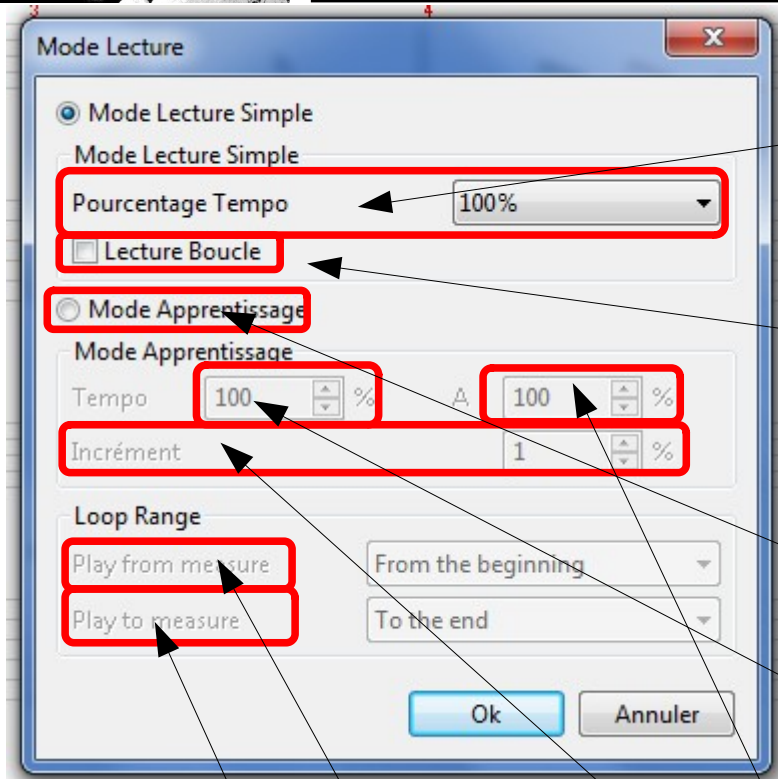 3 4
Mode Lecture
Mode Lecture Simple
Mode Lecture Simple
Pourcentage Tempo 100%
Lecture Boucle
Mode Apprentissage
Mode Apprentissage
Tempo 100 % A 100 %
Incrément 1 %
Loop Range
Play from measure From the beginning
Play to measure To the end
Ok Annuler